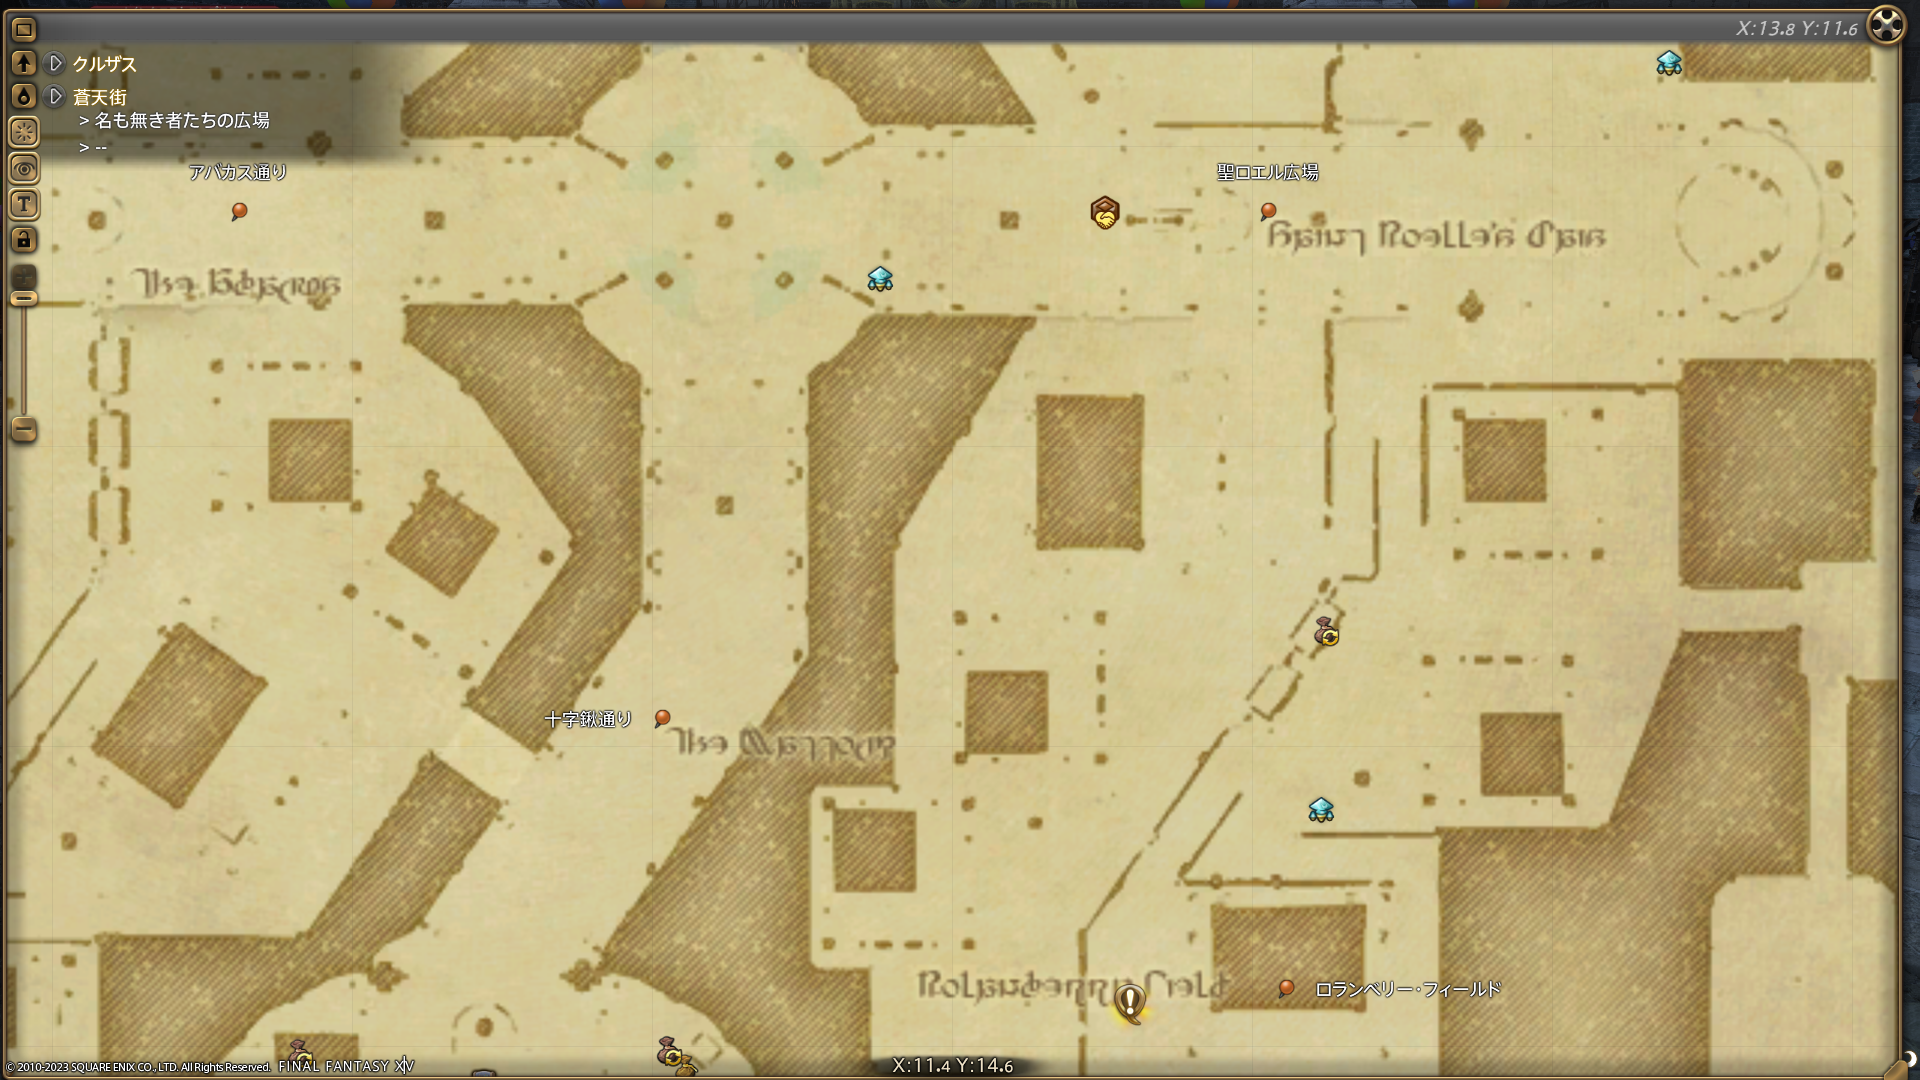 X:13.8 Y:11.6
クルザス
蒼天街
> 名も無き者たちの広場
> --
アバカス通り
聖ロエル広場
T
十字鍬通り
ロランベリー・フィールド
© 2010-2023 SQUARE ENIX CO., LTD. All Rights Reserved. FINAL FANTASY XIV
X:11.4 Y:14.6